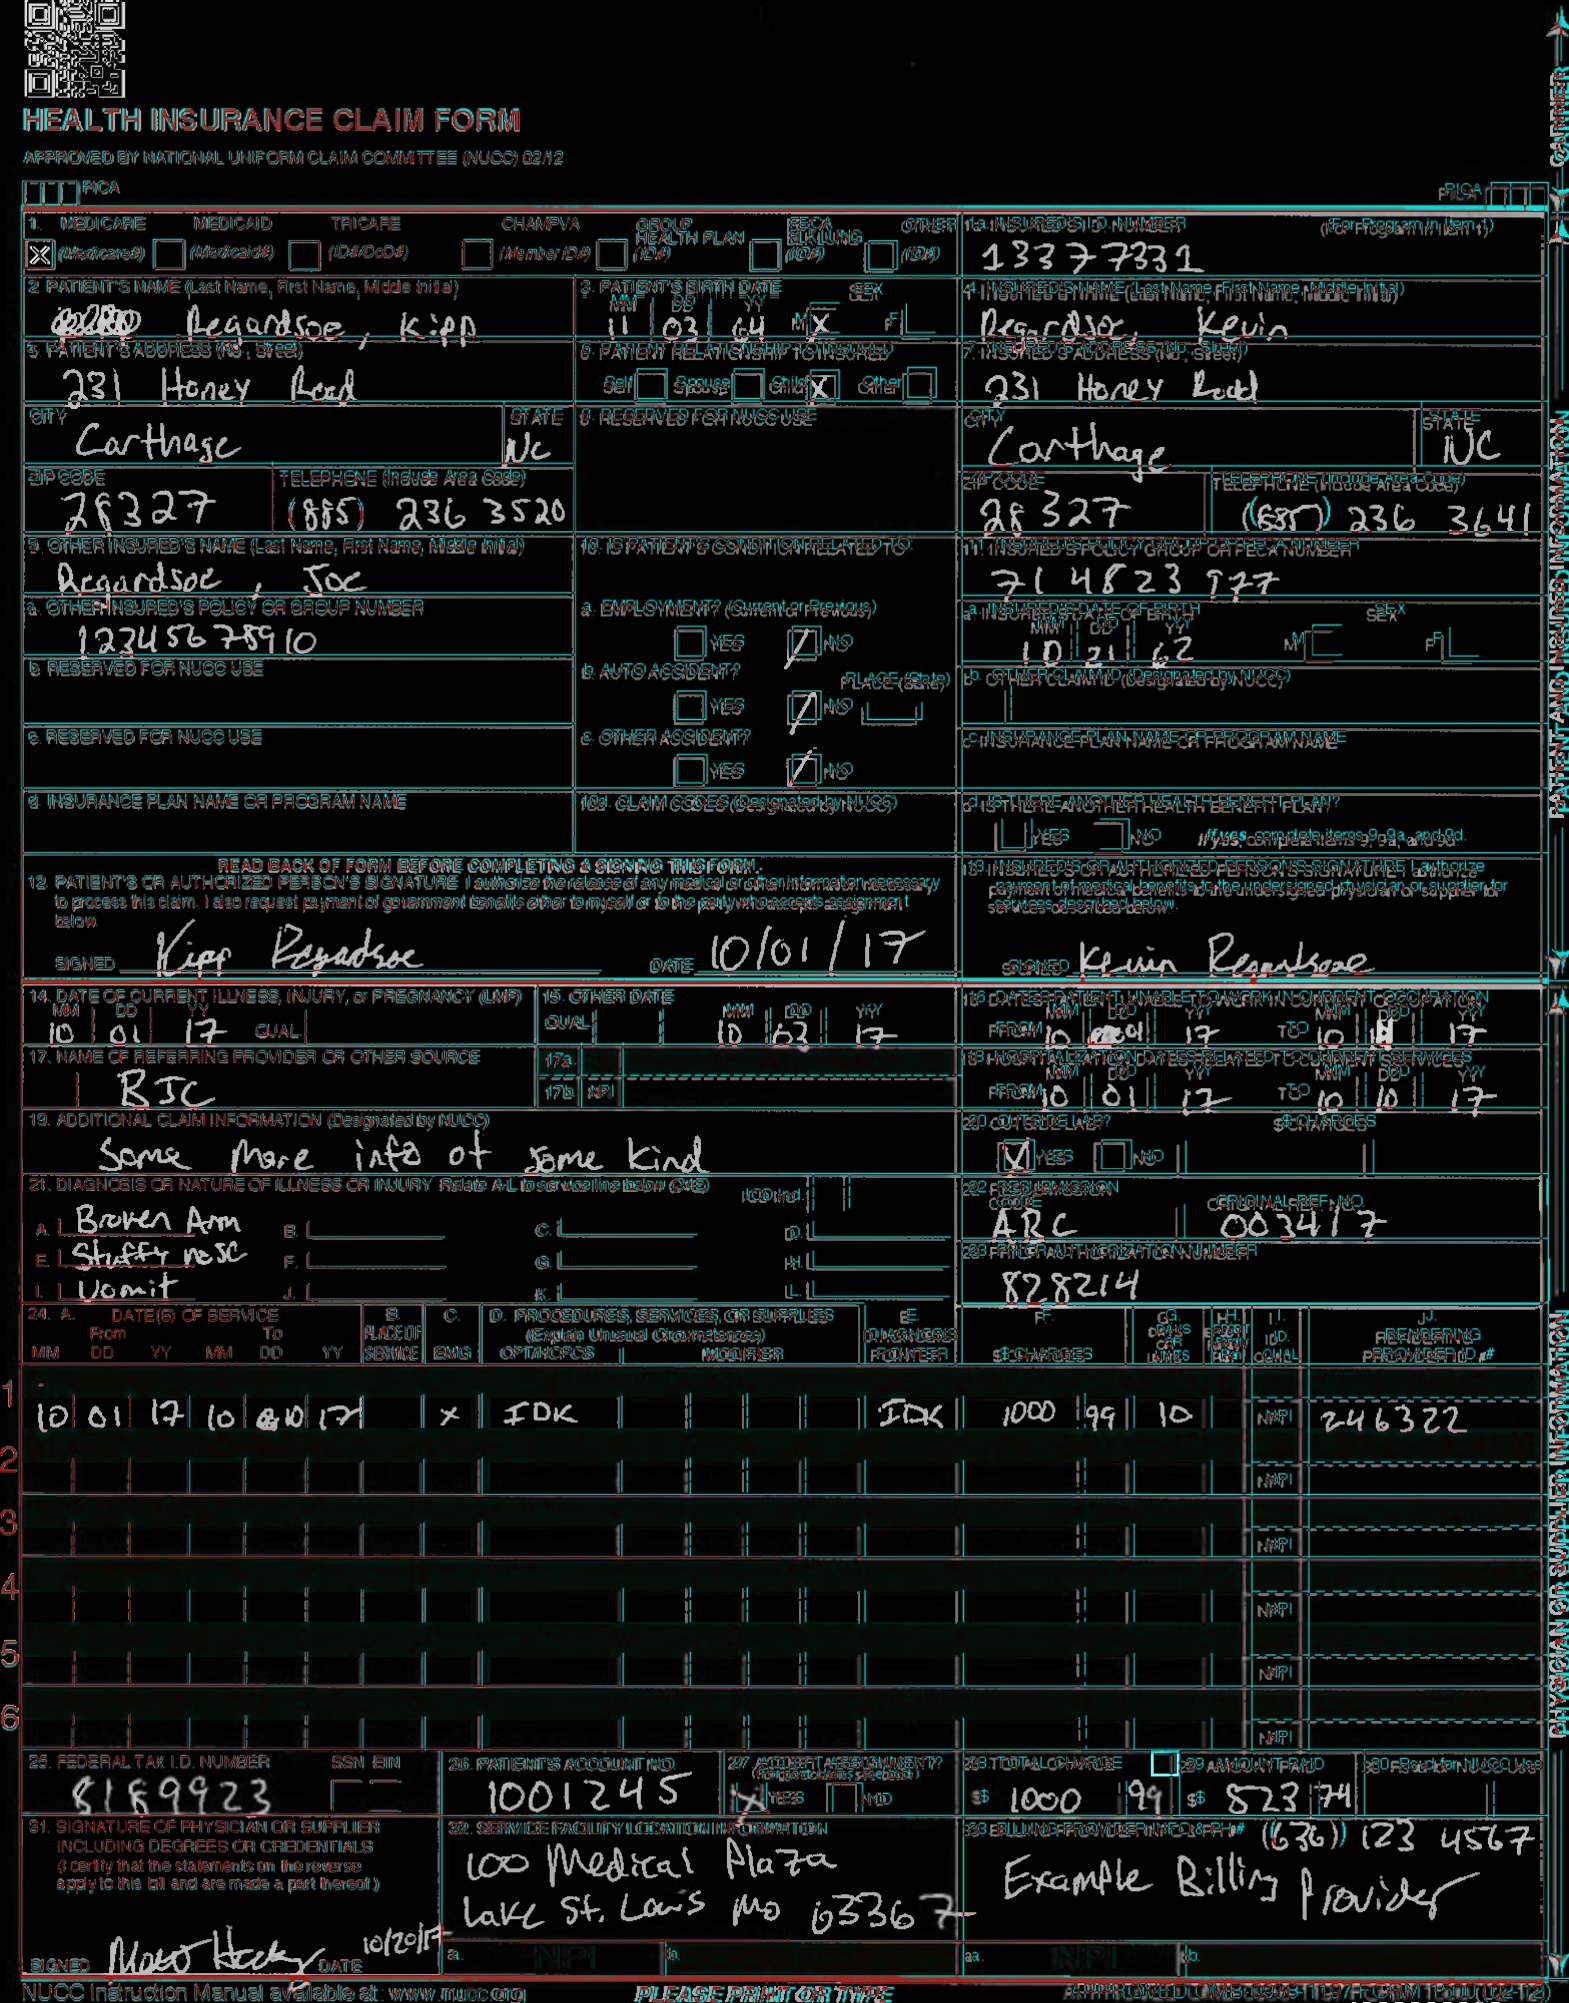 HEALTH INSURANCE CLAIM FORM
APPROVED BY NATIONAL UNIFORM CLAIM COMMITTEE (NUCC) 02/12
PICA
PICA
CARRIER
1. MEDICARE MEDICAID TRICARE CHAMPVA GROUP HEALTH PLAN FECA BLK LUNG OTHER
(Medicare#) (Medicaid#) (ID#/DoD#) (Member ID#) (ID#) (ID#) (ID#)
1a. INSURED'S I.D. NUMBER (For Program in Item 1)
13377331
2. PATIENT'S NAME (Last Name, First Name, Middle Initial)
Regardsoe, Kipp
3. PATIENT'S BIRTH DATE SEX
MM DD YY
11 03 64 M X F
4. INSURED'S NAME (Last Name, First Name, Middle Initial)
Regardsoe, Kevin
5. PATIENT'S ADDRESS (No., Street)
231 Honey Road
6. PATIENT RELATIONSHIP TO INSURED
Self Spouse Child X Other
7. INSURED'S ADDRESS (No., Street)
231 Honey Road
CITY STATE
Carthage NC
8. RESERVED FOR NUCC USE
CITY STATE
Carthage NC
ZIP CODE TELEPHONE (Include Area Code)
28327 (885) 236 3520
ZIP CODE TELEPHONE (Include Area Code)
28327 236 3641
9. OTHER INSURED'S NAME (Last Name, First Name, Middle Initial)
Regardsoe, Joe
10. IS PATIENT'S CONDITION RELATED TO:
11. INSURED'S POLICY GROUP OR FECA NUMBER
714823977
a. OTHER INSURED'S POLICY OR GROUP NUMBER
12345678910
a. EMPLOYMENT? (Current or Previous)
YES NO
a. INSURED'S DATE OF BIRTH SEX
MM DD YY
10 21 62 M F
b. RESERVED FOR NUCC USE
b. AUTO ACCIDENT? PLACE (State)
YES NO
b. OTHER CLAIM ID (Designated by NUCC)
c. RESERVED FOR NUCC USE
c. OTHER ACCIDENT?
YES NO
c. INSURANCE PLAN NAME OR PROGRAM NAME
d. INSURANCE PLAN NAME OR PROGRAM NAME
10d. CLAIM CODES (Designated by NUCC)
d. IS THERE ANOTHER HEALTH BENEFIT PLAN?
YES NO If yes, complete items 9, 9a, and 9d.
READ BACK OF FORM BEFORE COMPLETING & SIGNING THIS FORM.
12. PATIENT'S OR AUTHORIZED PERSON'S SIGNATURE I authorize the release of any medical or other information necessary
to process this claim. I also request payment of government benefits either to myself or to the party who accepts assignment
below.
SIGNED Kipp Regardsoe DATE 10/01/17
13. INSURED'S OR AUTHORIZED PERSON'S SIGNATURE I authorize
payment of medical benefits to the undersigned physician or supplier for
services described below.
SIGNED Kevin Regardsoe
PATIENT AND INSURED INFORMATION
14. DATE OF CURRENT ILLNESS, INJURY, or PREGNANCY (LMP)
MM DD YY
10 01 17 QUAL.
15. OTHER DATE
QUAL. MM DD YY
10 02 17
16. DATES PATIENT UNABLE TO WORK IN CURRENT OCCUPATION
MM DD YY MM DD YY
FROM 10 01 17 TO 10 17
17. NAME OF REFERRING PROVIDER OR OTHER SOURCE
BJC
17a.
17b. NPI
18. HOSPITALIZATION DATES RELATED TO CURRENT SERVICES
MM DD YY MM DD YY
FROM 10 01 17 TO 10 10 17
19. ADDITIONAL CLAIM INFORMATION (Designated by NUCC)
Some more info of some kind
20. OUTSIDE LAB? $ CHARGES
YES NO
21. DIAGNOSIS OR NATURE OF ILLNESS OR INJURY Relate A-L to service line below (24E) ICD Ind.
A. Broken Arm B. C. D.
E. Stuffy nose F. G. H.
I. Vomit J. K. L.
22. RESUBMISSION CODE ORIGINAL REF. NO.
ABC 003417
23. PRIOR AUTHORIZATION NUMBER
828214
24. A. DATE(S) OF SERVICE B. C. D. PROCEDURES, SERVICES, OR SUPPLIES E. F. G. H. I. J.
From To PLACE OF (Explain Unusual Circumstances) DIAGNOSIS DAYS OR UNITS ID. RENDERING
MM DD YY MM DD YY SERVICE EMG CPT/HCPCS MODIFIER POINTER $ CHARGES QUAL. PROVIDER ID. #
1 10 01 17 10 10 17 X IDK IDK 1000 99 10 NPI 246322
2 NPI
3 NPI
4 NPI
5 NPI
6 NPI
PHYSICIAN OR SUPPLIER INFORMATION
25. FEDERAL TAX I.D. NUMBER SSN EIN
8189923
26. PATIENT'S ACCOUNT NO.
1001245
27. ACCEPT ASSIGNMENT?
(For govt. claims, see back)
X YES NO
28. TOTAL CHARGE
$ 1000 99
29. AMOUNT PAID
$ 823 74
30. Rsvd for NUCC Use
31. SIGNATURE OF PHYSICIAN OR SUPPLIER
INCLUDING DEGREES OR CREDENTIALS
(I certify that the statements on the reverse
apply to this bill and are made a part thereof.)
SIGNED DATE 10/20/17
32. SERVICE FACILITY LOCATION INFORMATION
100 Medical Plaza
Lake St. Louis Mo 63367
a. NPI b.
33. BILLING PROVIDER INFO & PH # (636) 123 4567
Example Billing Provider
a. NPI b.
NUCC Instruction Manual available at: www.nucc.org
PLEASE PRINT OR TYPE
APPROVED OMB-0938-1197 FORM 1500 (02-12)